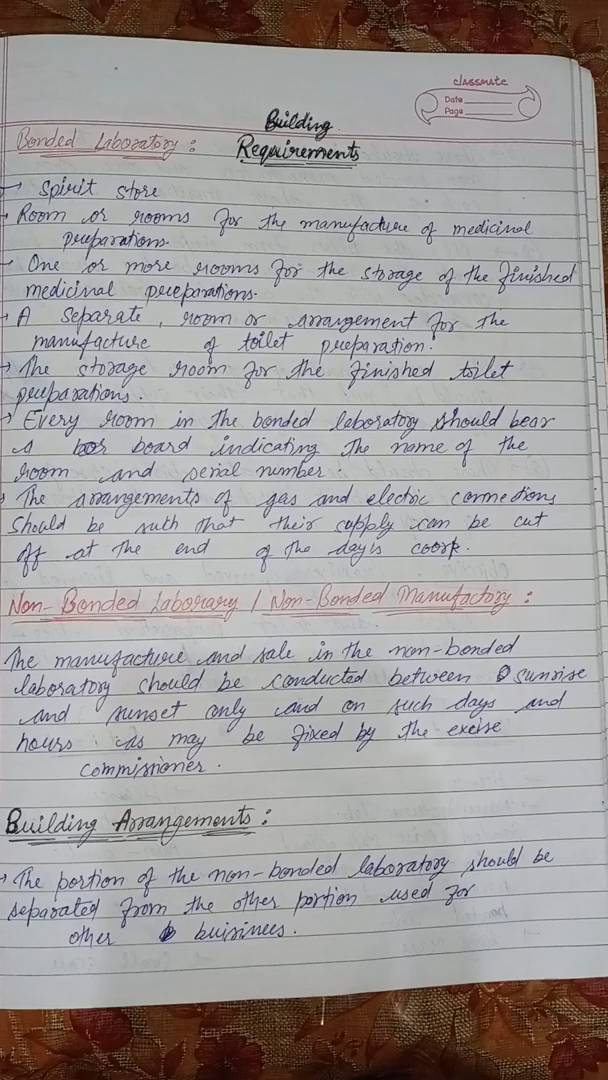 classmate
Date
Page
Building
Bonded Laboratory : Requirements
→ Spirit store
→ Room or rooms for the manufacture of medicinal
preparations.
→ One or more rooms for the storage of the finished
medicinal preparations.
→ A separate, room or arrangement for the
manufacture of toilet preparation.
→ The storage room for the finished toilet
preparations.
→ Every room in the bonded laboratory should bear
a board indicating the name of the
room and serial number.
→ The arrangements of gas and electric connections
should be suth that their supply can be cut
off at the end of the day's coork.
Non-Bonded Laborary / Non-Bonded Manufactory :
The manufacture and sale in the non-bonded
laboratory should be conducted between sunrise
and sunset only and on such days and
hours as may be fixed by the excise
commissioner.
Building Arrangements :
→ The portion of the non-bonded laboratory should be
separated from the other portion used for
other buisinees.